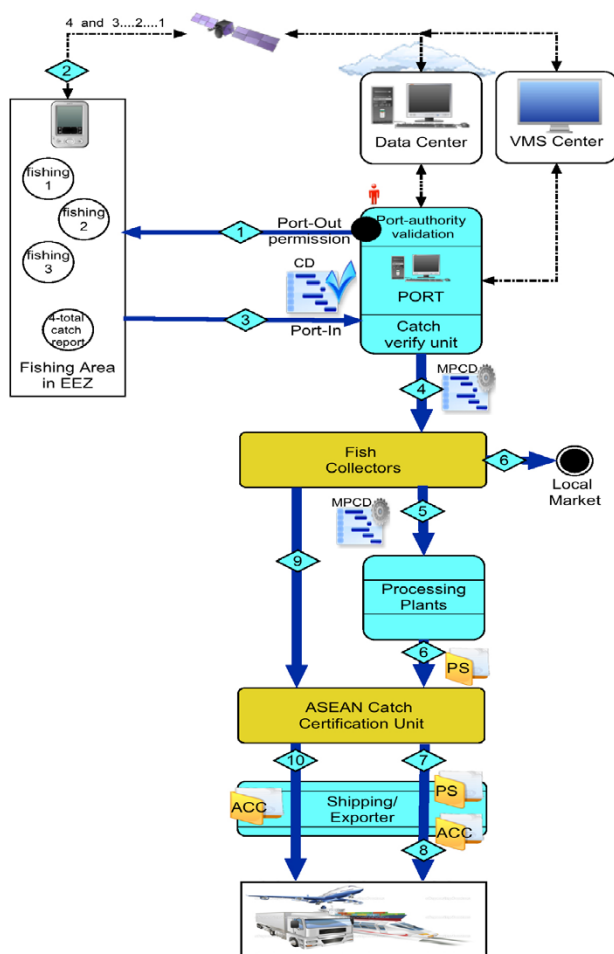 4 and 3....2....1
2
Data Center
VMS Center
fishing
1
fishing
2
fishing
3
4-total
catch
report
Fishing Area
in EEZ
1
Port-Out
permission
Port-authority
validation
CD
PORT
3
Port-In
Catch
verify unit
4
MPCD
Fish
Collectors
6
Local
Market
MPCD
5
9
Processing
Plants
6
PS
ASEAN Catch
Certification Unit
10
7
ACC
Shipping/
Exporter
PS
ACC
8